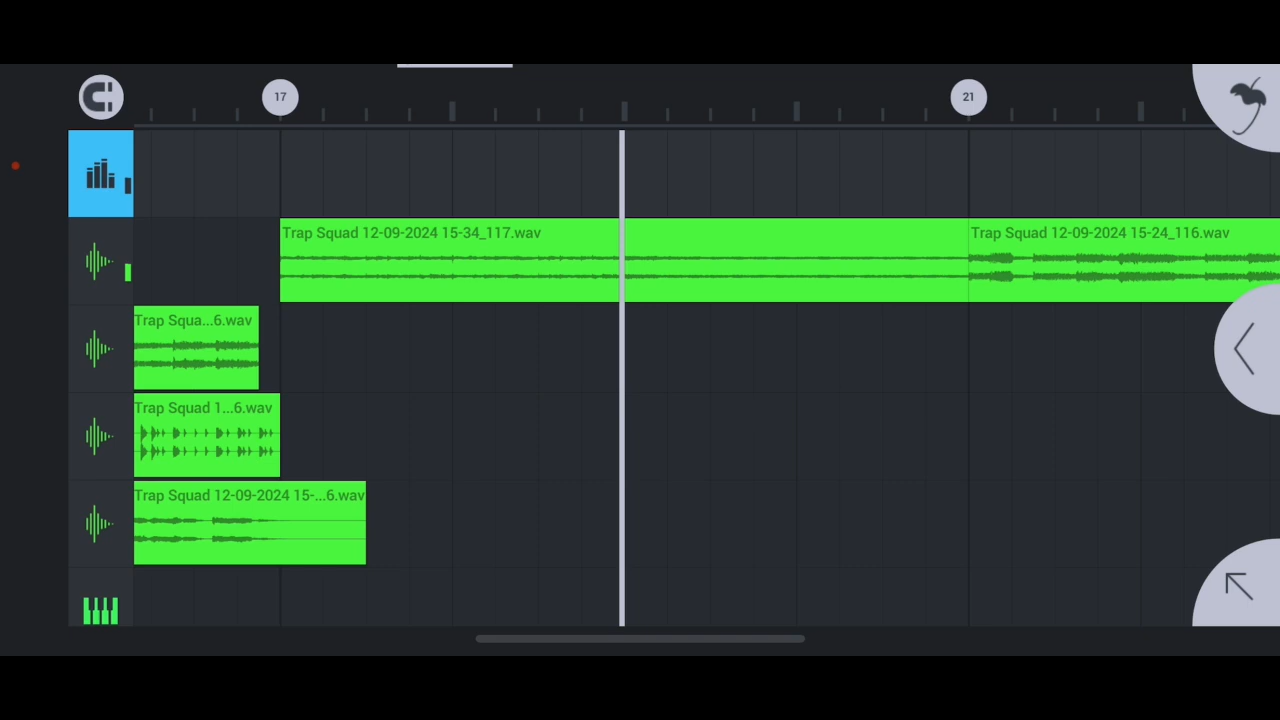 17
21
Trap Squad 12-09-2024 15-34_117.wav
Trap Squad 12-09-2024 15-24_116.wav
Trap Squa...6.wav
Trap Squad 1...6.wav
Trap Squad 12-09-2024 15-...6.wav